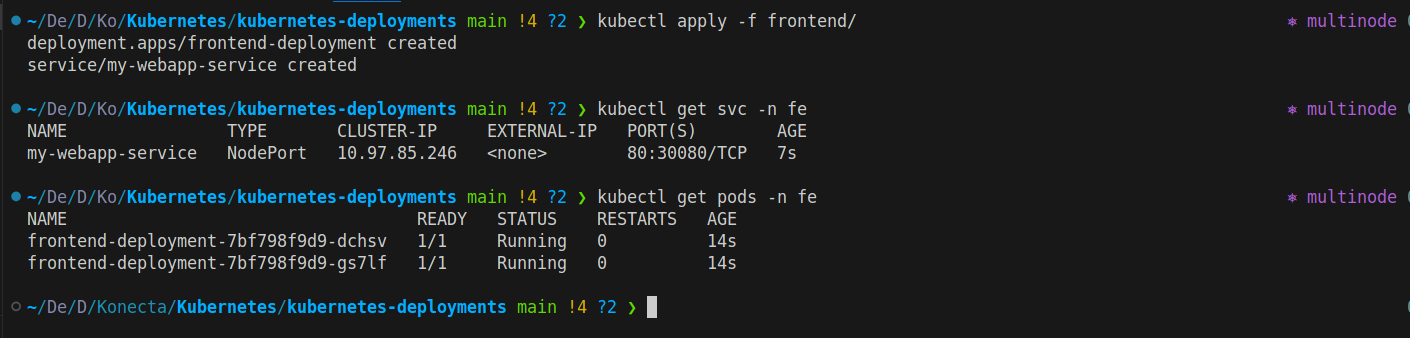 ~/De/D/Ko/Kubernetes/kubernetes-deployments main !4 ?2 ❯ kubectl apply -f frontend/ ⎈ multinode
deployment.apps/frontend-deployment created
service/my-webapp-service created
~/De/D/Ko/Kubernetes/kubernetes-deployments main !4 ?2 ❯ kubectl get svc -n fe ⎈ multinode
NAME TYPE CLUSTER-IP EXTERNAL-IP PORT(S) AGE
my-webapp-service NodePort 10.97.85.246 <none> 80:30080/TCP 7s
~/De/D/Ko/Kubernetes/kubernetes-deployments main !4 ?2 ❯ kubectl get pods -n fe ⎈ multinode
NAME READY STATUS RESTARTS AGE
frontend-deployment-7bf798f9d9-dchsv 1/1 Running 0 14s
frontend-deployment-7bf798f9d9-gs7lf 1/1 Running 0 14s
~/De/D/Konecta/Kubernetes/kubernetes-deployments main !4 ?2 ❯